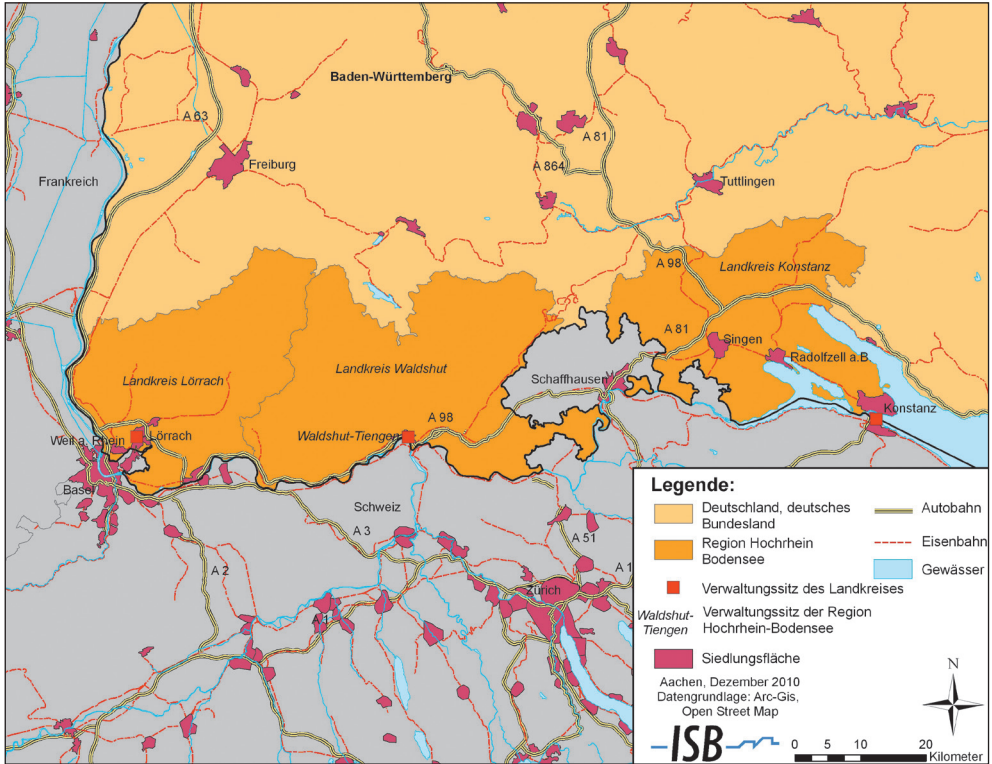 Baden-Württemberg
A 63
A 81
A 864
Freiburg
Frankreich
Tuttlingen
A 98
Landkreis Konstanz
A 81
Singen
Radolfzell a.B.
Landkreis Waldshut
Landkreis Lörrach
Schaffhausen
Konstanz
A 98
Waldshut-Tiengen
Weil a. Rhein
Lörrach
Basel
Schweiz
A 3
A 51
A 2
A 1
Zürich
A 1
Legende:
Deutschland, deutsches
Bundesland
Region Hochrhein
Bodensee
Autobahn
Eisenbahn
Gewässer
Verwaltungssitz des Landkreises
Waldshut-
Tiengen
Verwaltungssitz der Region
Hochrhein-Bodensee
Siedlungsfläche
Aachen, Dezember 2010
Datengrundlage: Arc-Gis,
Open Street Map
ISB
N
0 5 10 20
Kilometer